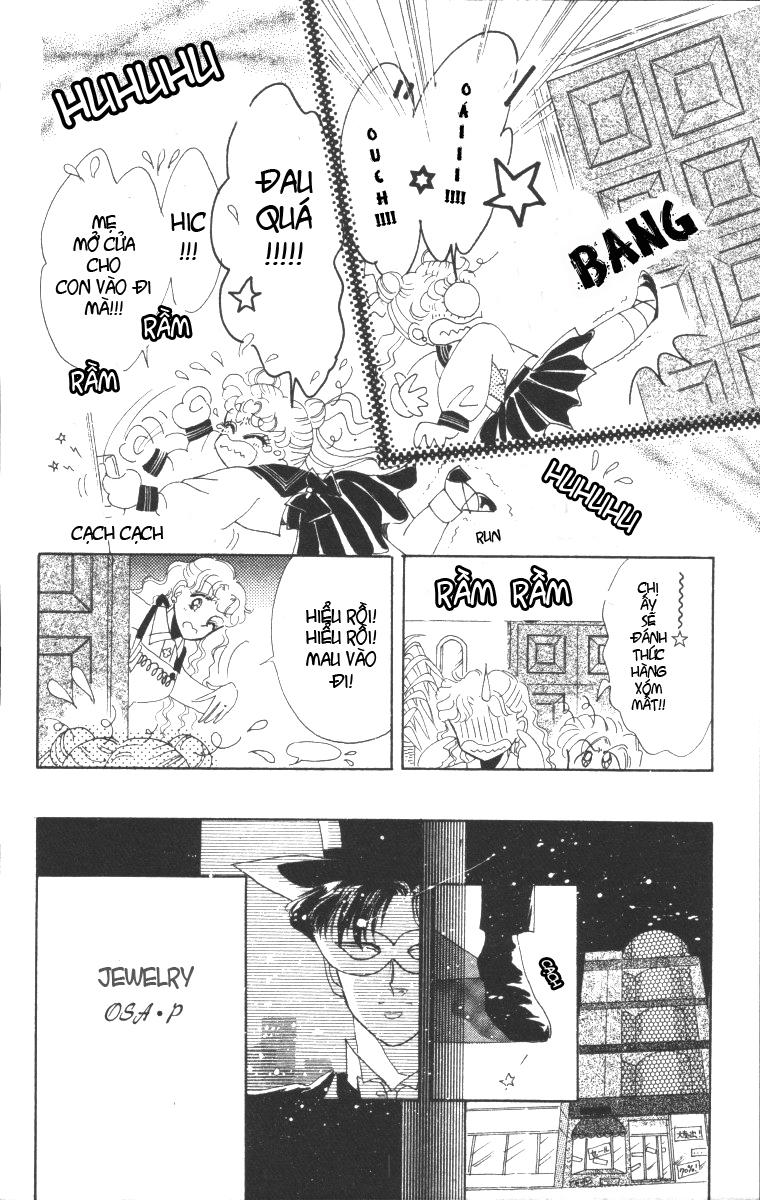 HUHUHU
OÁIIII
!!!!
OUCH
!!!!
BANG
ĐAU
QUÁ
!!!!!
HIC
!!!
MẸ
MỞ CỬA
CHO
CON VÀO ĐI
MÀ!!!
RẦM
RẦM
HUHUHU
CẠCH CẠCH
RUN
HIỂU RỒI!
HIỂU RỒI!
MAU VÀO
ĐI!
RẦM RẦM
CHỊ
ẤY
SẼ
ĐÁNH
THỨC
HÀNG
XÓM
MẤT!!
JEWELRY
OSA•P
CẠCH
70%